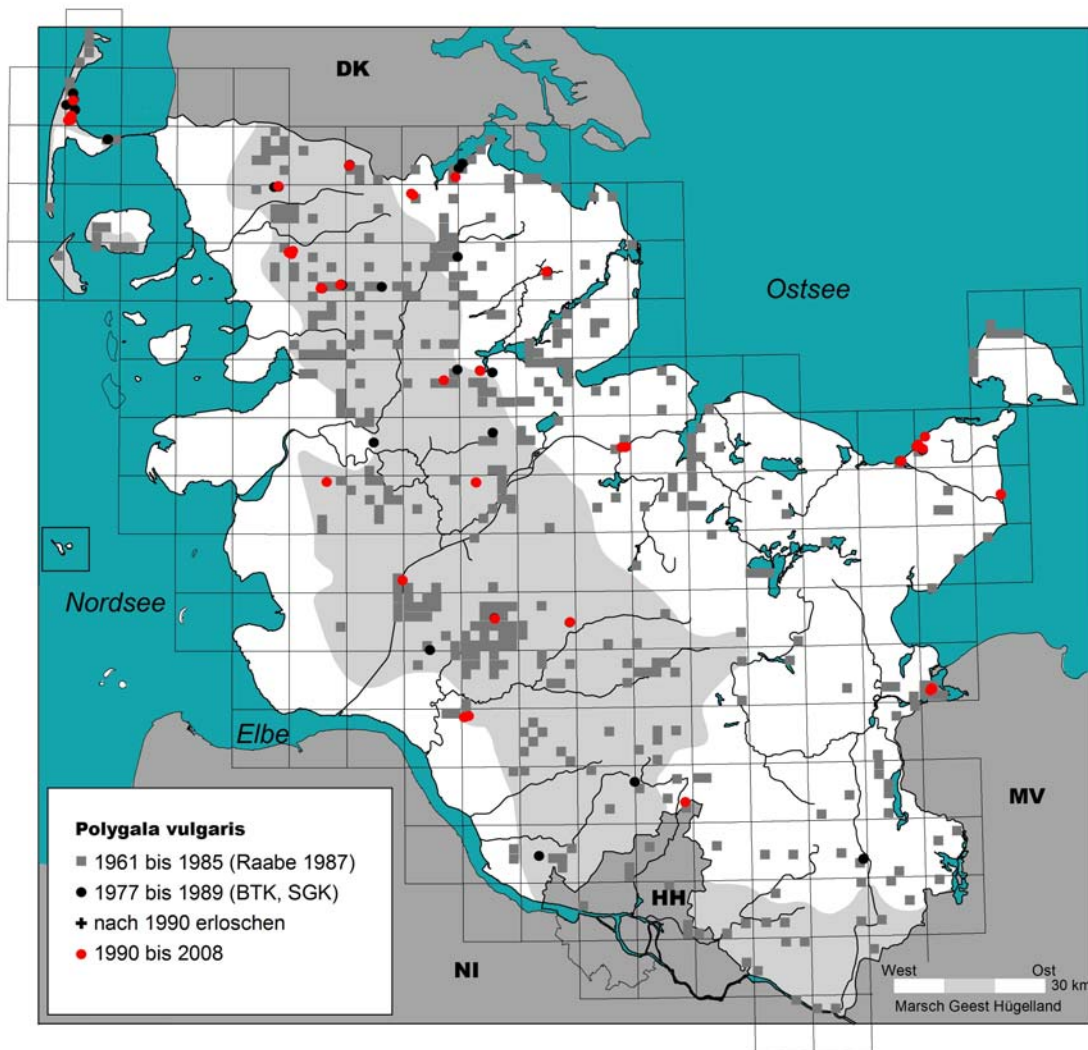 DK
Ostsee
Nordsee
Elbe
MV
HH
NI
Polygala vulgaris
1961 bis 1985 (Raabe 1987)
1977 bis 1989 (BTK, SGK)
nach 1990 erloschen
1990 bis 2008
West Ost
30 km
Marsch Geest Hügelland